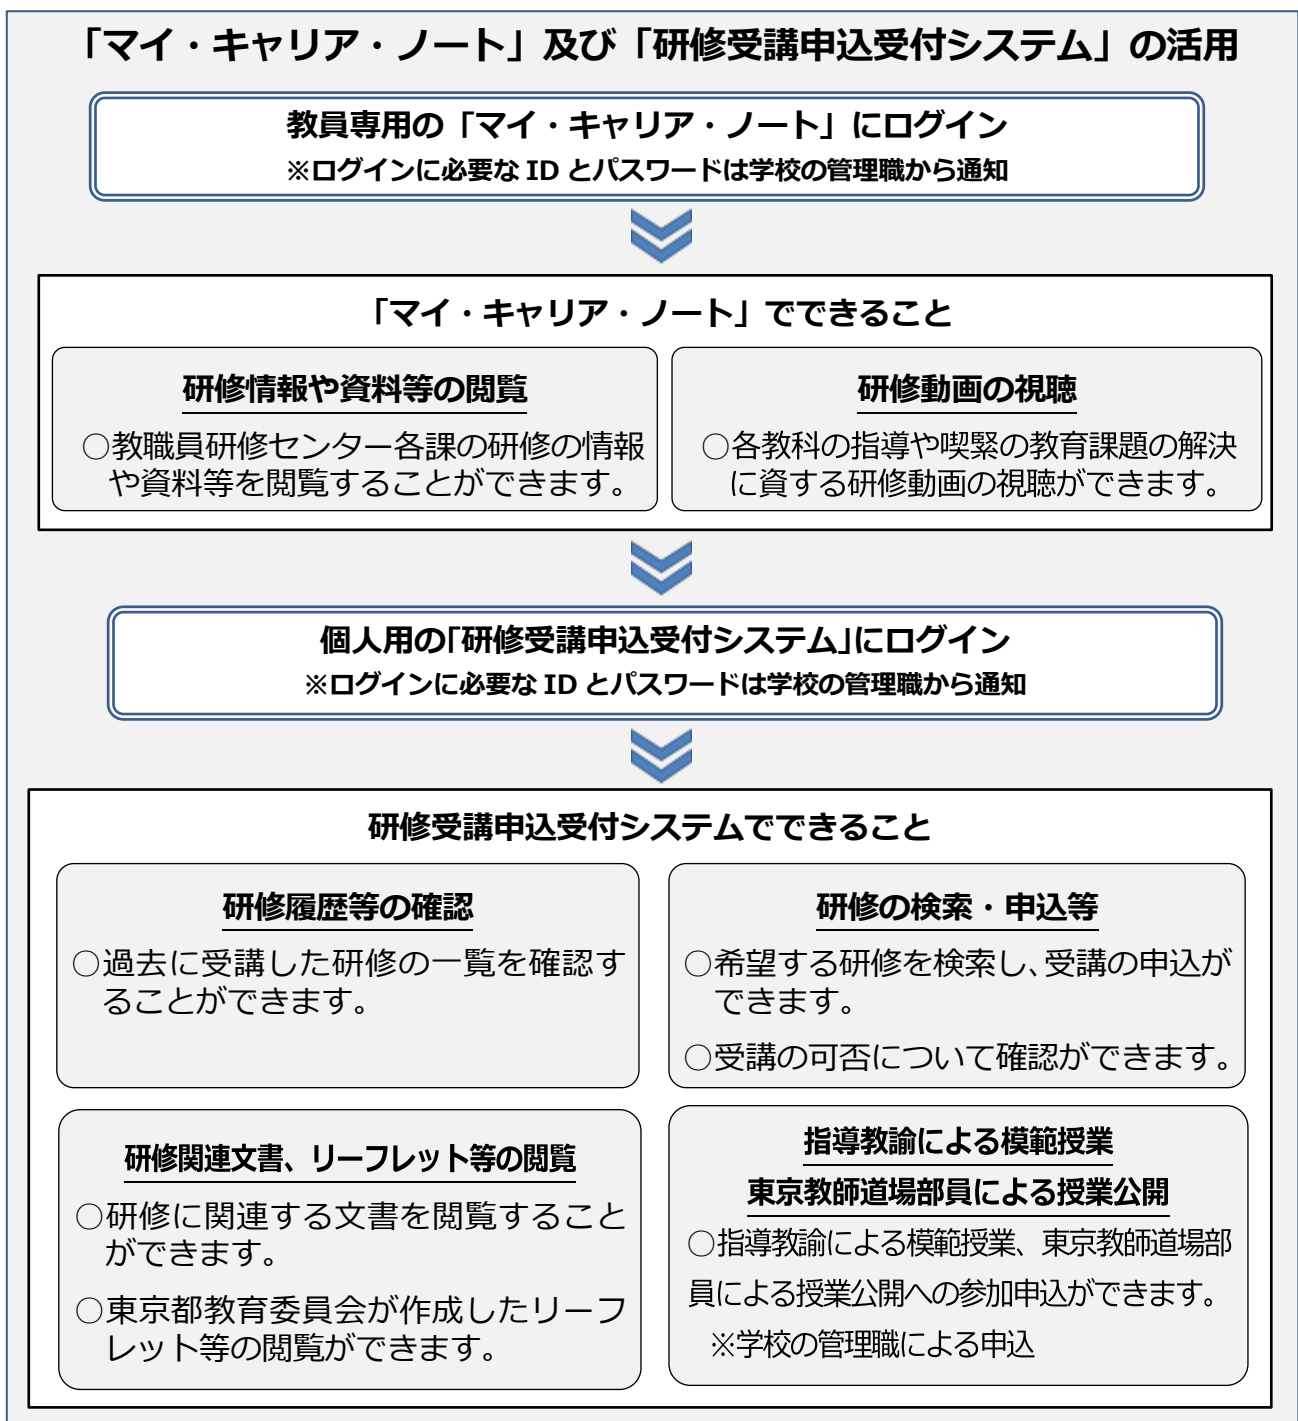 「マイ・キャリア・ノート」及び「研修受講申込受付システム」の活用
教員専用の「マイ・キャリア・ノート」にログイン
※ログインに必要な ID とパスワードは学校の管理職から通知
「マイ・キャリア・ノート」でできること
研修情報や資料等の閲覧
○教職員研修センター各課の研修の情報
や資料等を閲覧することができます。
研修動画の視聴
○各教科の指導や喫緊の教育課題の解決
に資する研修動画の視聴ができます。
個人用の「研修受講申込受付システム」にログイン
※ログインに必要な ID とパスワードは学校の管理職から通知
研修受講申込受付システムでできること
研修履歴等の確認
○過去に受講した研修の一覧を確認す
ることができます。
研修の検索・申込等
○希望する研修を検索し、受講の申込が
できます。
○受講の可否について確認ができます。
研修関連文書、リーフレット等の閲覧
○研修に関連する文書を閲覧すること
ができます。
○東京都教育委員会が作成したリーフ
レット等の閲覧ができます。
指導教諭による模範授業
東京教師道場部員による授業公開
○指導教諭による模範授業、東京教師道場部
員による授業公開への参加申込ができます。
※学校の管理職による申込